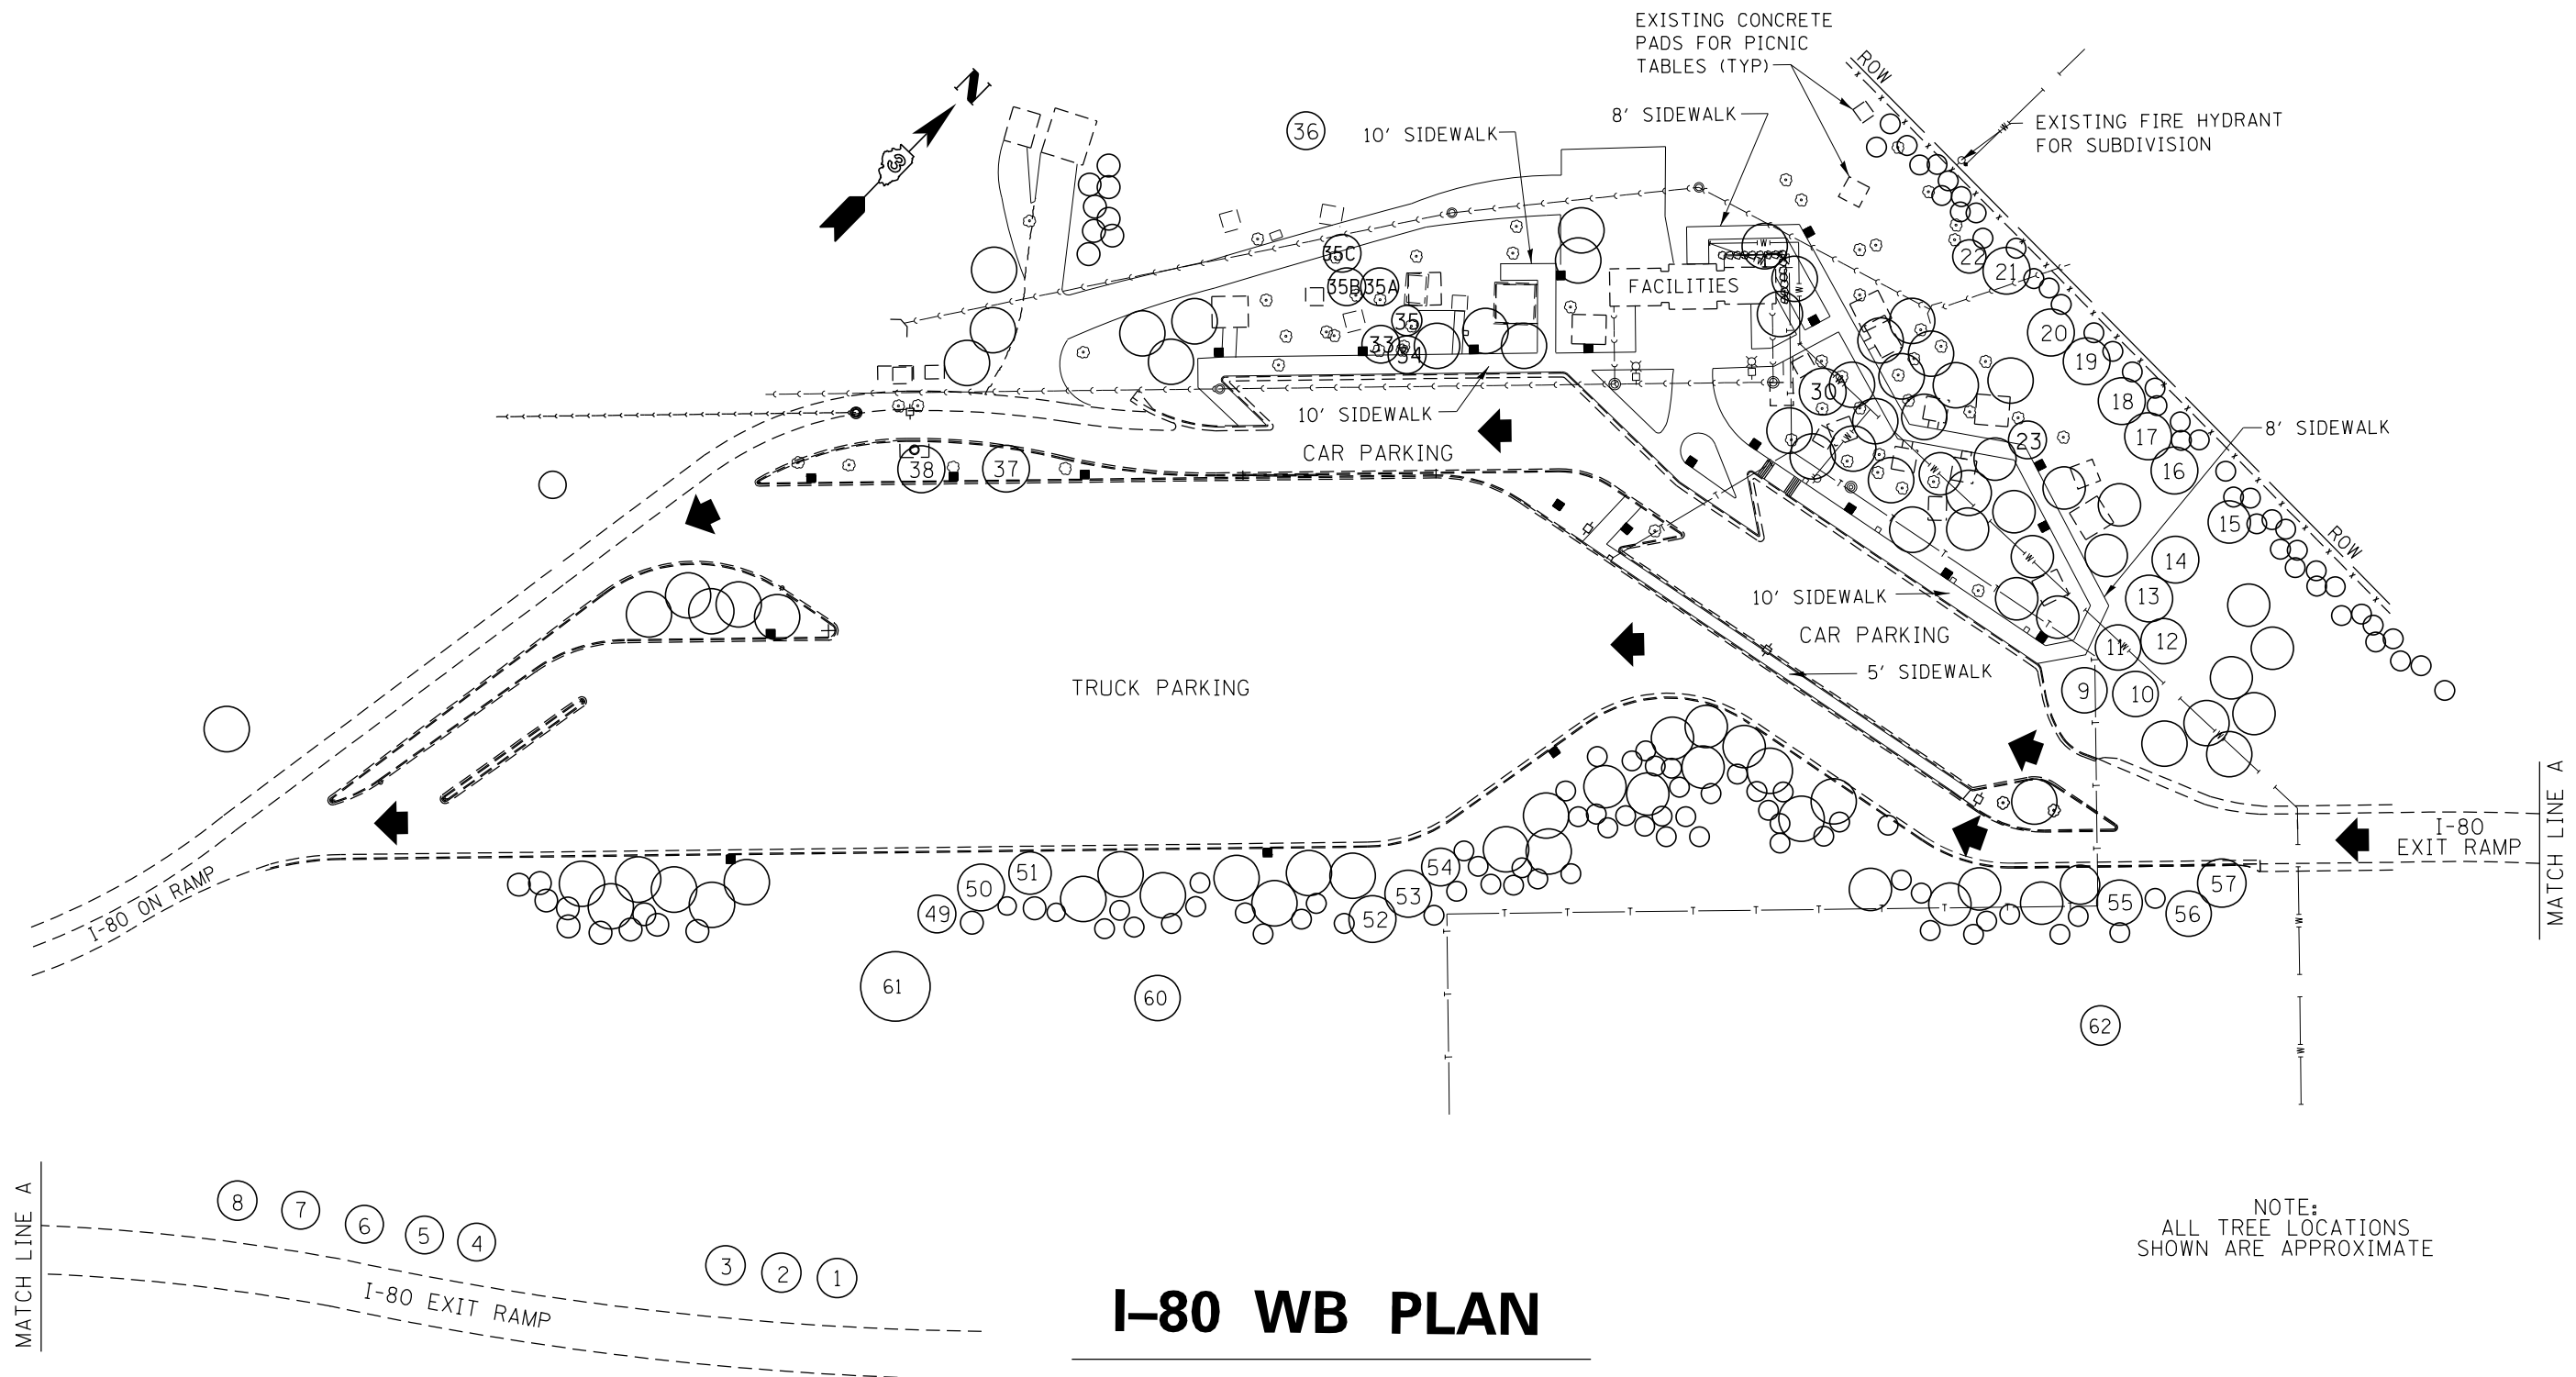 EXISTING CONCRETE
PADS FOR PICNIC
TABLES (TYP)
ROW
N
3
36
10' SIDEWALK
8' SIDEWALK
EXISTING FIRE HYDRANT
FOR SUBDIVISION
35C
35B
35A
35
33
34
FACILITIES
W
22
21
20
19
18
17
16
15
14
13
12
11
10
9
30
23
8' SIDEWALK
ROW
10' SIDEWALK
CAR PARKING
38
37
10' SIDEWALK
CAR PARKING
5' SIDEWALK
TRUCK PARKING
MATCH LINE A
I-80
EXIT RAMP
I-80 ON RAMP
49
50
51
52
53
54
55
56
57
61
60
62
T
W
MATCH LINE A
8
7
6
5
4
3
2
1
I-80 EXIT RAMP
I–80 WB PLAN
NOTE:
ALL TREE LOCATIONS
SHOWN ARE APPROXIMATE